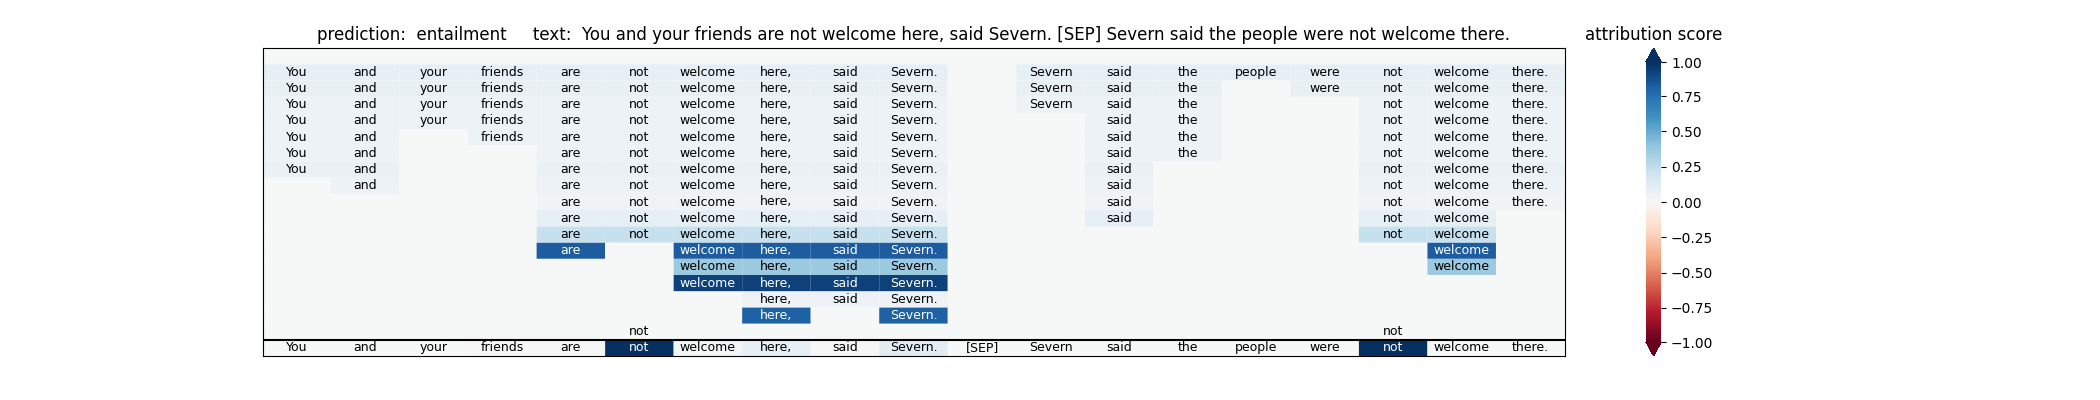 prediction: entailment text: You and your friends are not welcome here, said Severn. [SEP] Severn said the people were not welcome there.
attribution score
You and your friends are not welcome here, said Severn. Severn said the people were not welcome there.
You and your friends are not welcome here, said Severn. Severn said the were not welcome there.
You and your friends are not welcome here, said Severn. Severn said the not welcome there.
You and your friends are not welcome here, said Severn. said the not welcome there.
You and friends are not welcome here, said Severn. said the not welcome there.
You and are not welcome here, said Severn. said the not welcome there.
You and are not welcome here, said Severn. said not welcome there.
and are not welcome here, said Severn. said not welcome there.
are not welcome here, said Severn. said not welcome there.
are not welcome here, said Severn. said not welcome
are not welcome here, said Severn. not welcome
are welcome here, said Severn. welcome
welcome here, said Severn. welcome
welcome here, said Severn.
here, said Severn.
here, Severn.
not not
You and your friends are not welcome here, said Severn. [SEP] Severn said the people were not welcome there.
1.00
0.75
0.50
0.25
0.00
−0.25
−0.50
−0.75
−1.00